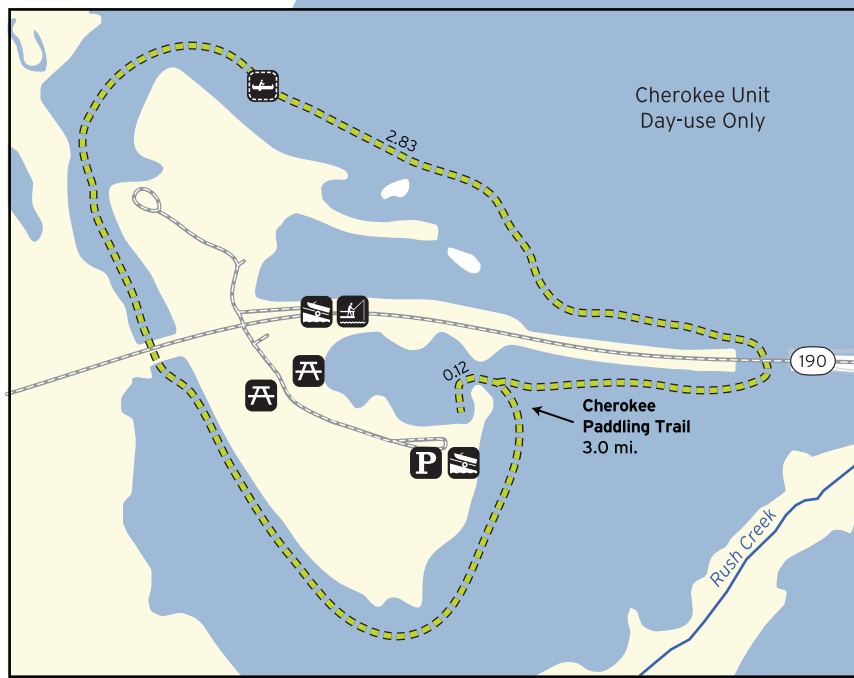 Cherokee Unit
Day-use Only
2.83
190
0.12
Cherokee
Paddling Trail
3.0 mi.
P
Rush Creek